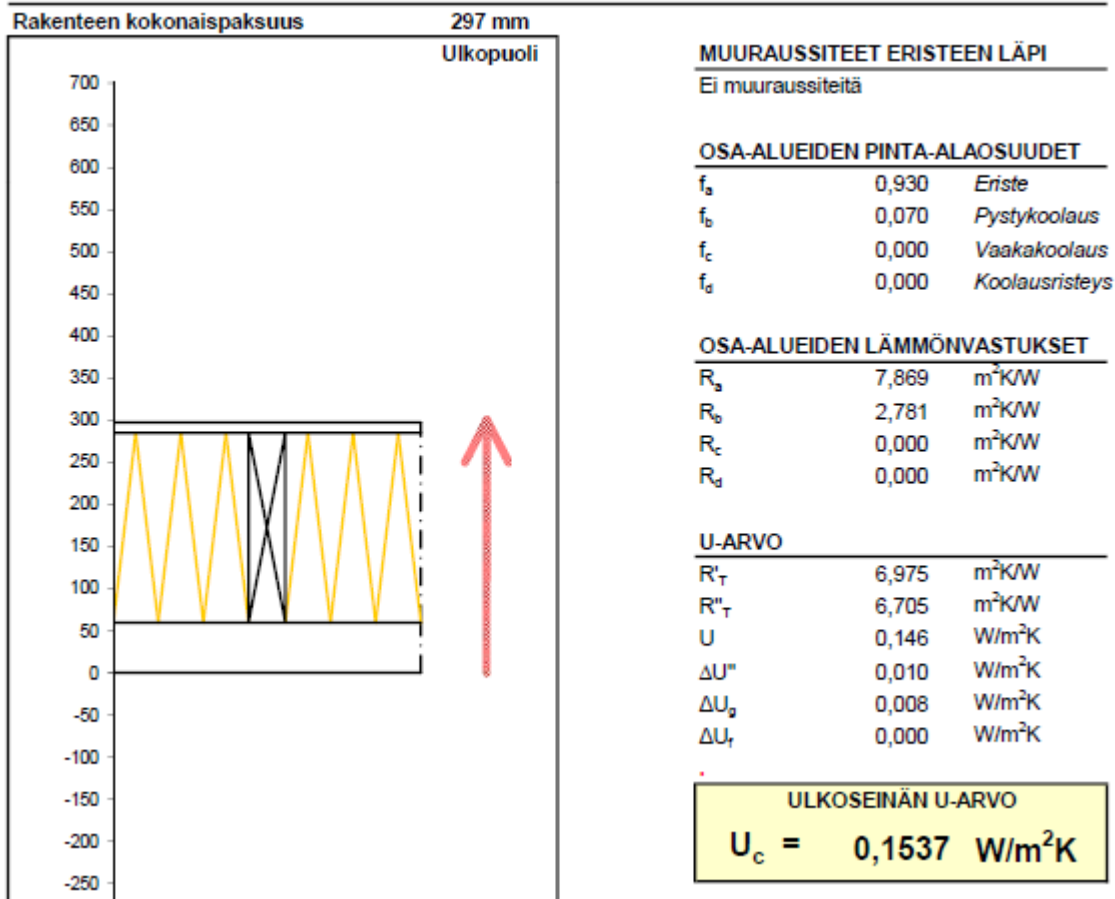 Rakenteen kokonaispaksuus 297 mm
Ulkopuoli
700
650
600
550
500
450
400
350
300
250
200
150
100
50
0
-50
-100
-150
-200
-250
MUURAUSSITEET ERISTEEN LÄPI
Ei muuraussiteitä
OSA-ALUEIDEN PINTA-ALAOSUUDET
fa 0,930 Eriste
fb 0,070 Pystykoolaus
fc 0,000 Vaakakoolaus
fd 0,000 Koolausristeys
OSA-ALUEIDEN LÄMMÖNVASTUKSET
Ra 7,869 m²K/W
Rb 2,781 m²K/W
Rc 0,000 m²K/W
Rd 0,000 m²K/W
U-ARVO
R'T 6,975 m²K/W
R"T 6,705 m²K/W
U 0,146 W/m²K
ΔU" 0,010 W/m²K
ΔUg 0,008 W/m²K
ΔUf 0,000 W/m²K
ULKOSEINÄN U-ARVO
Uc = 0,1537 W/m²K